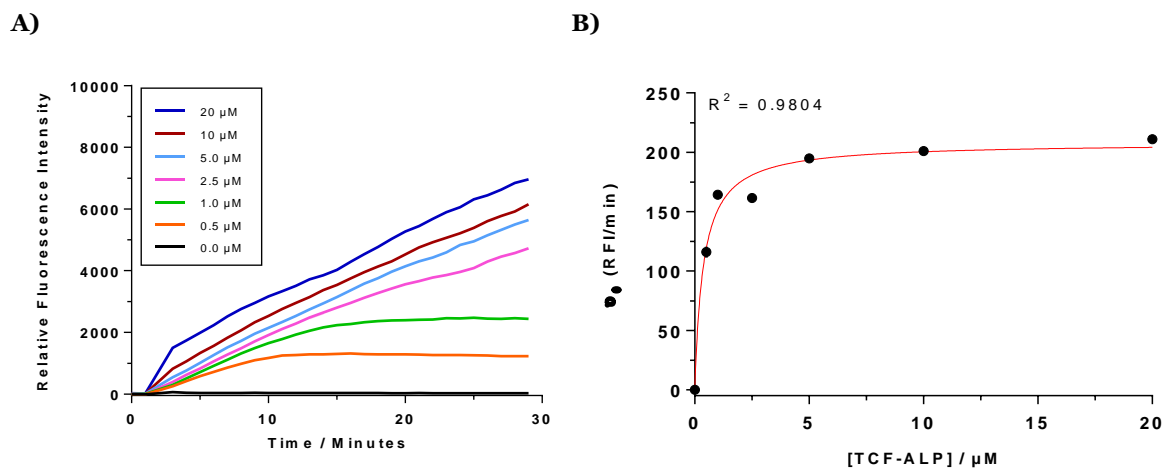 A)
B)
Relative Fluorescence Intensity
10000
8000
6000
4000
2000
0
20 µM
10 µM
5.0 µM
2.5 µM
1.0 µM
0.5 µM
0.0 µM
0
10
20
30
Time / Minutes
(RFI/min)
250
200
150
100
50
0
R² = 0.9804
0
5
10
15
20
[TCF-ALP] / µM